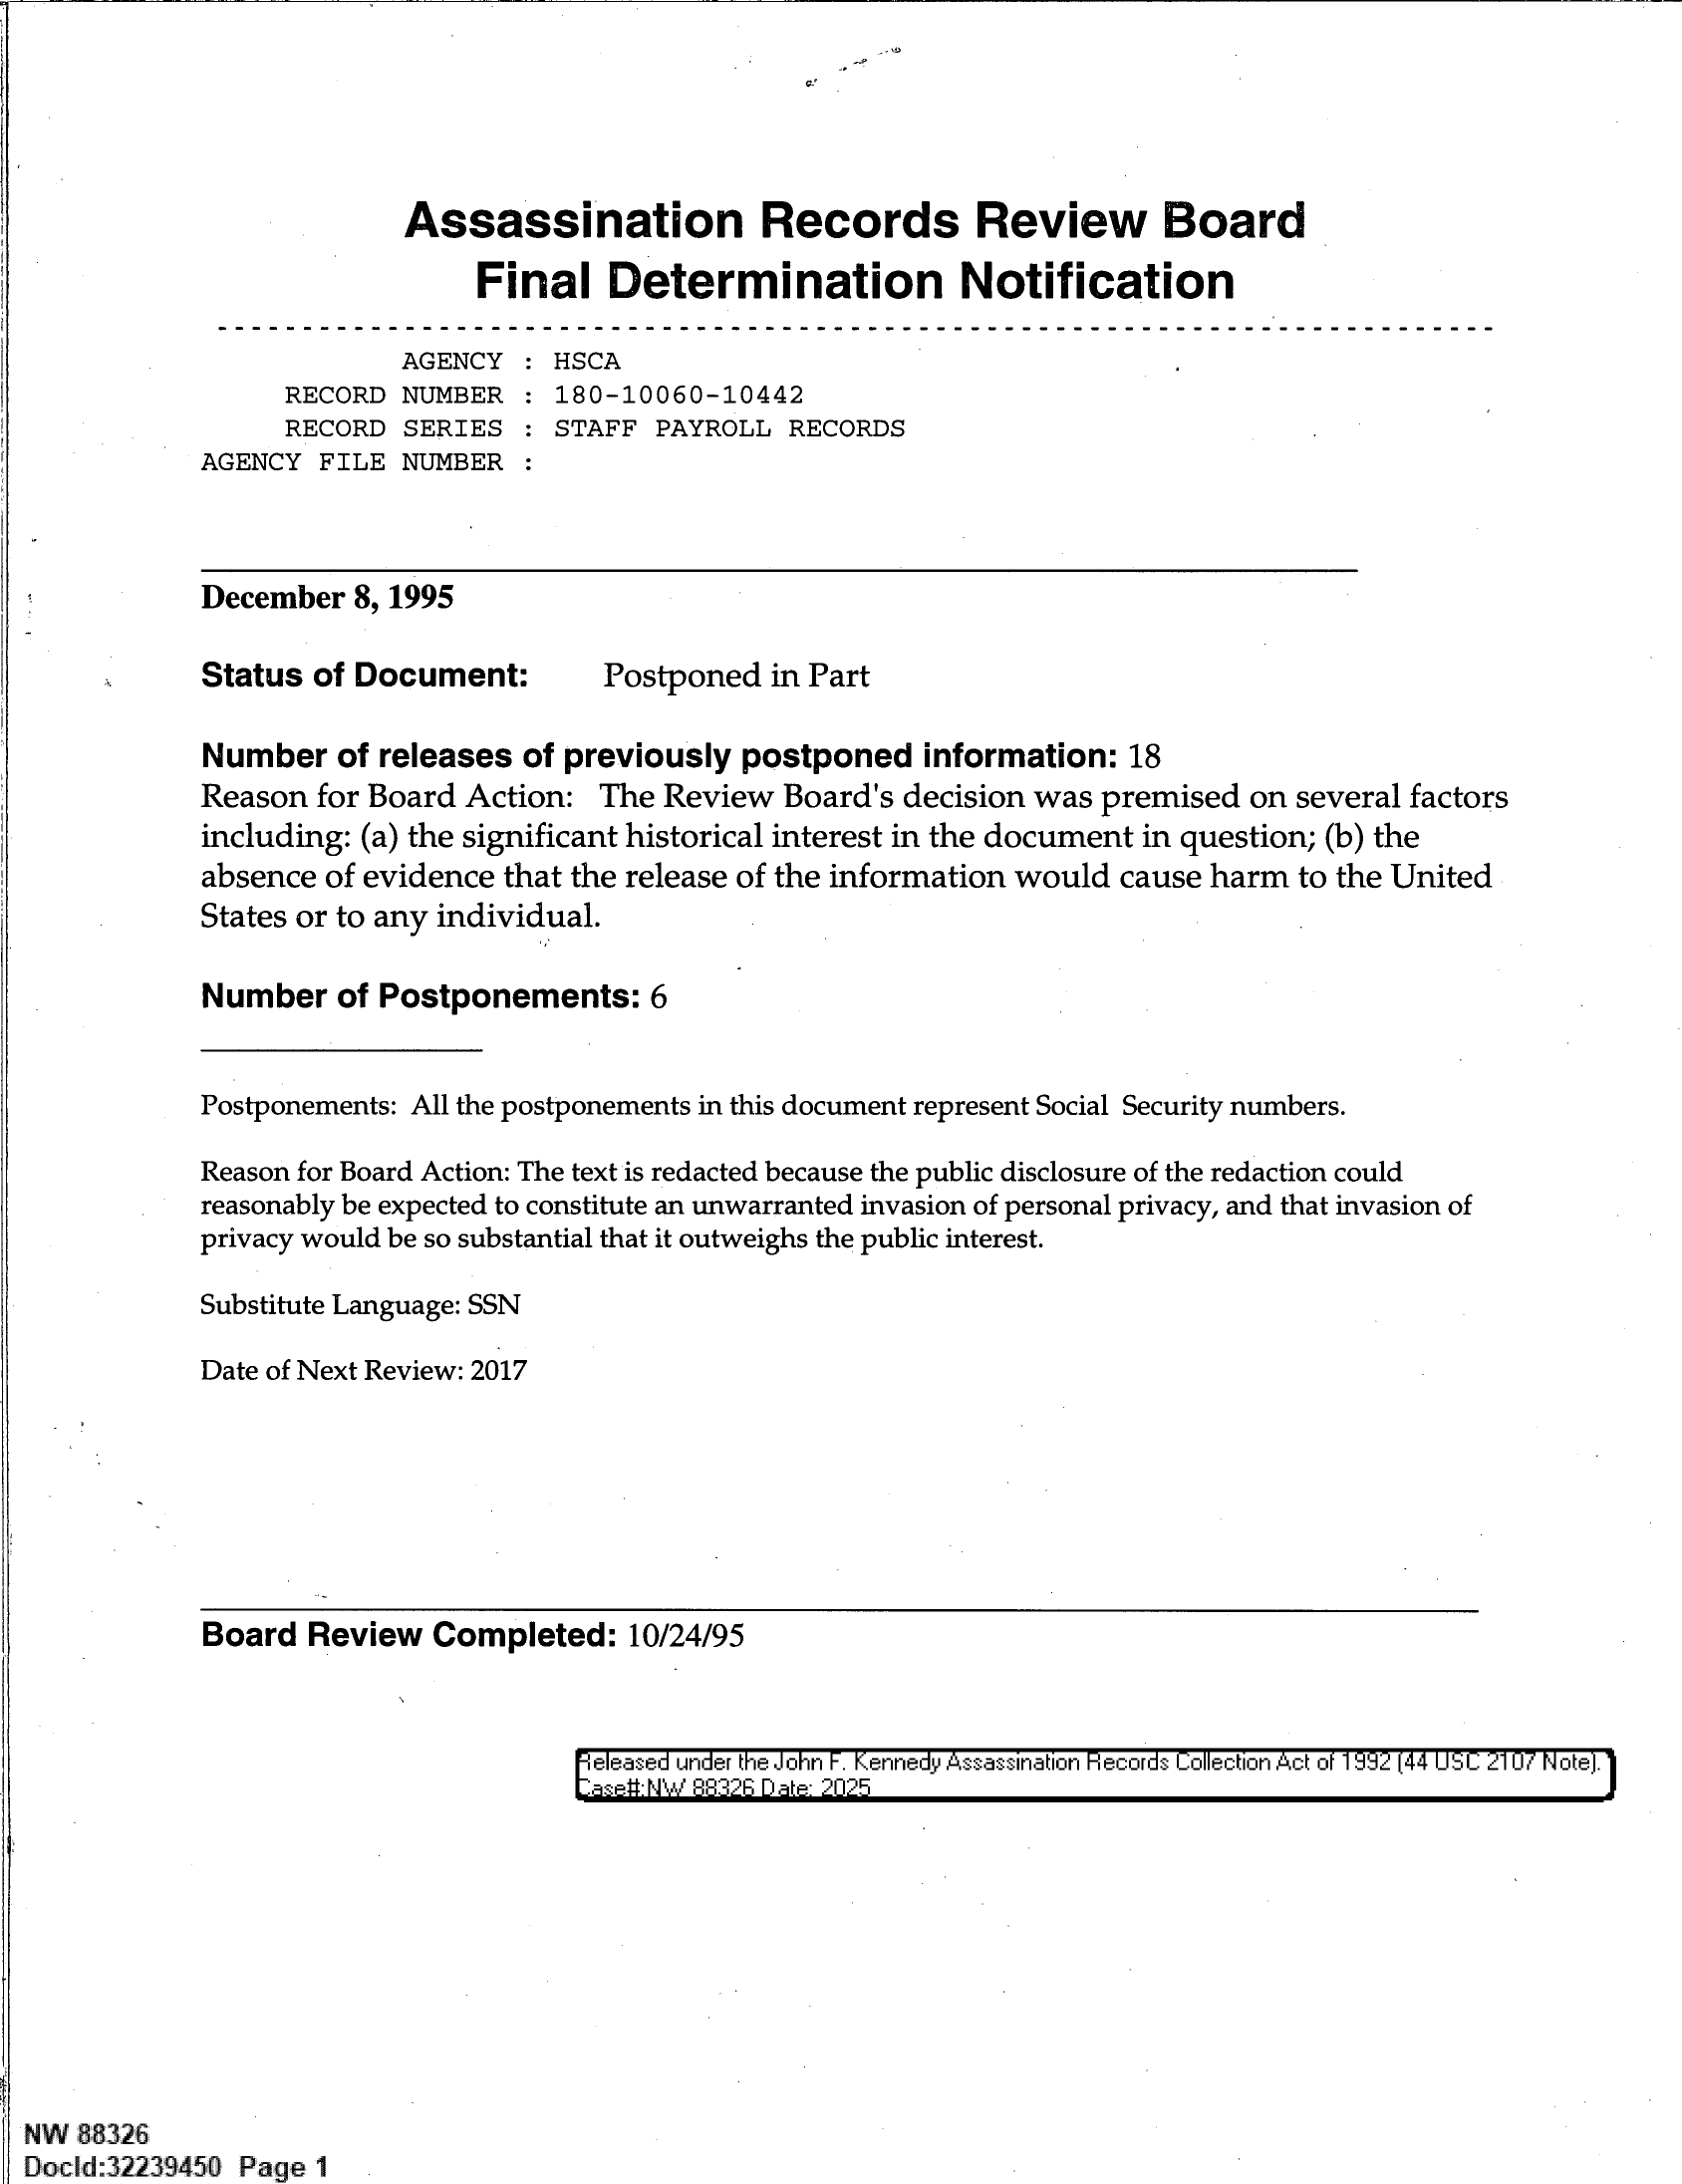 Assassination Records Review Board
Final Determination Notification
AGENCY : HSCA
RECORD NUMBER : 180-10060-10442
RECORD SERIES : STAFF PAYROLL RECORDS
AGENCY FILE NUMBER :
December 8, 1995
Status of Document: Postponed in Part
Number of releases of previously postponed information: 18
Reason for Board Action: The Review Board's decision was premised on several factors
including: (a) the significant historical interest in the document in question; (b) the
absence of evidence that the release of the information would cause harm to the United
States or to any individual.
Number of Postponements: 6
Postponements: All the postponements in this document represent Social Security numbers.
Reason for Board Action: The text is redacted because the public disclosure of the redaction could
reasonably be expected to constitute an unwarranted invasion of personal privacy, and that invasion of
privacy would be so substantial that it outweighs the public interest.
Substitute Language: SSN
Date of Next Review: 2017
Board Review Completed: 10/24/95
Released under the John F. Kennedy Assassination Records Collection Act of 1992 (44 USC 2107 Note).
Case#:NW 88326 Date: 2025
NW 88326
DocId:32239450 Page 1